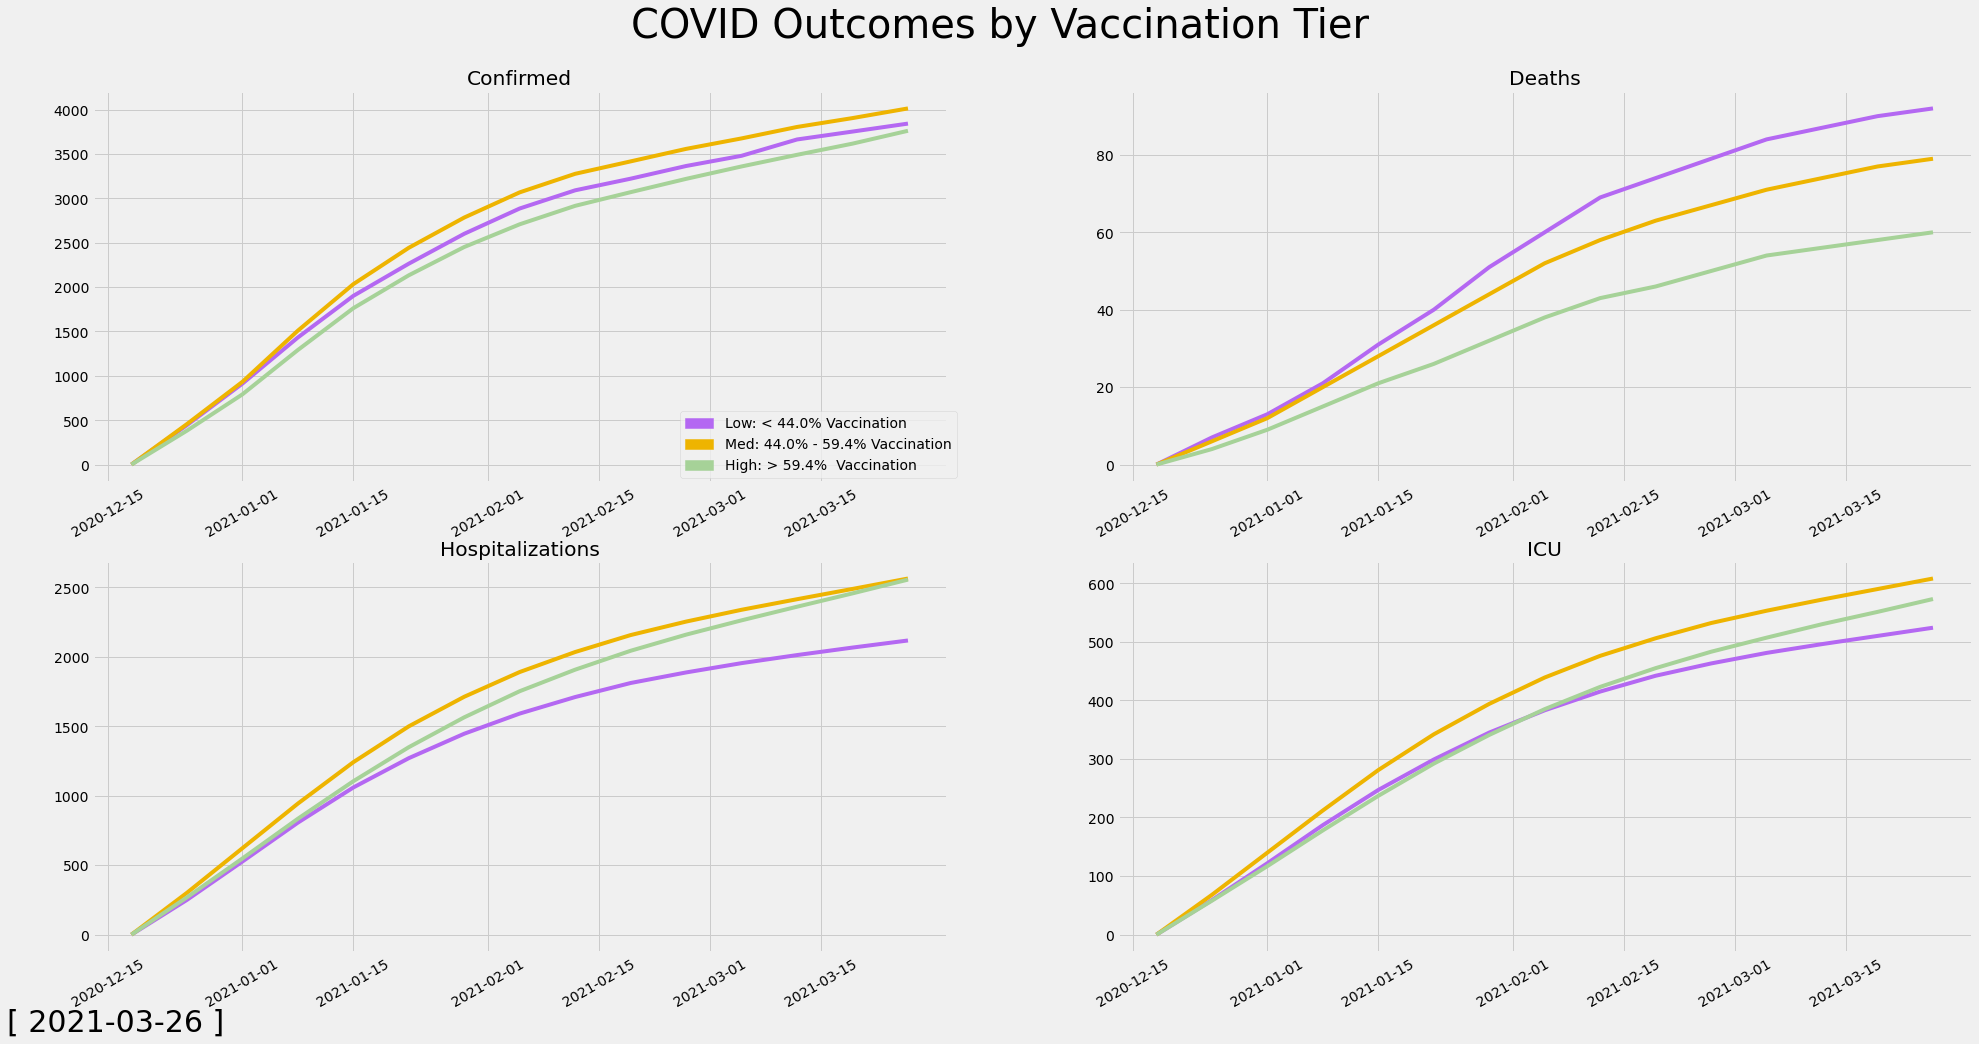 COVID Outcomes by Vaccination Tier
Confirmed
4000
3500
3000
2500
2000
1500
1000
500
0
Low: < 44.0% Vaccination
Med: 44.0% - 59.4% Vaccination
High: > 59.4%  Vaccination
2020-12-15 2021-01-01 2021-01-15 2021-02-01 2021-02-15 2021-03-01 2021-03-15
Deaths
80
60
40
20
0
2020-12-15 2021-01-01 2021-01-15 2021-02-01 2021-02-15 2021-03-01 2021-03-15
Hospitalizations
2500
2000
1500
1000
500
0
2020-12-15 2021-01-01 2021-01-15 2021-02-01 2021-02-15 2021-03-01 2021-03-15
ICU
600
500
400
300
200
100
0
2020-12-15 2021-01-01 2021-01-15 2021-02-01 2021-02-15 2021-03-01 2021-03-15
[ 2021-03-26 ]